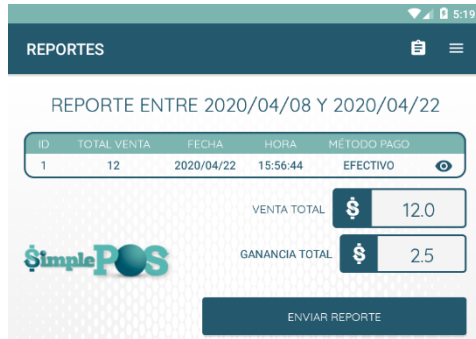 5:19
REPORTES
REPORTE ENTRE 2020/04/08 Y 2020/04/22
ID TOTAL VENTA FECHA HORA MÉTODO PAGO
1 12 2020/04/22 15:56:44 EFECTIVO
VENTA TOTAL $ 12.0
GANANCIA TOTAL $ 2.5
$imple POS
ENVIAR REPORTE